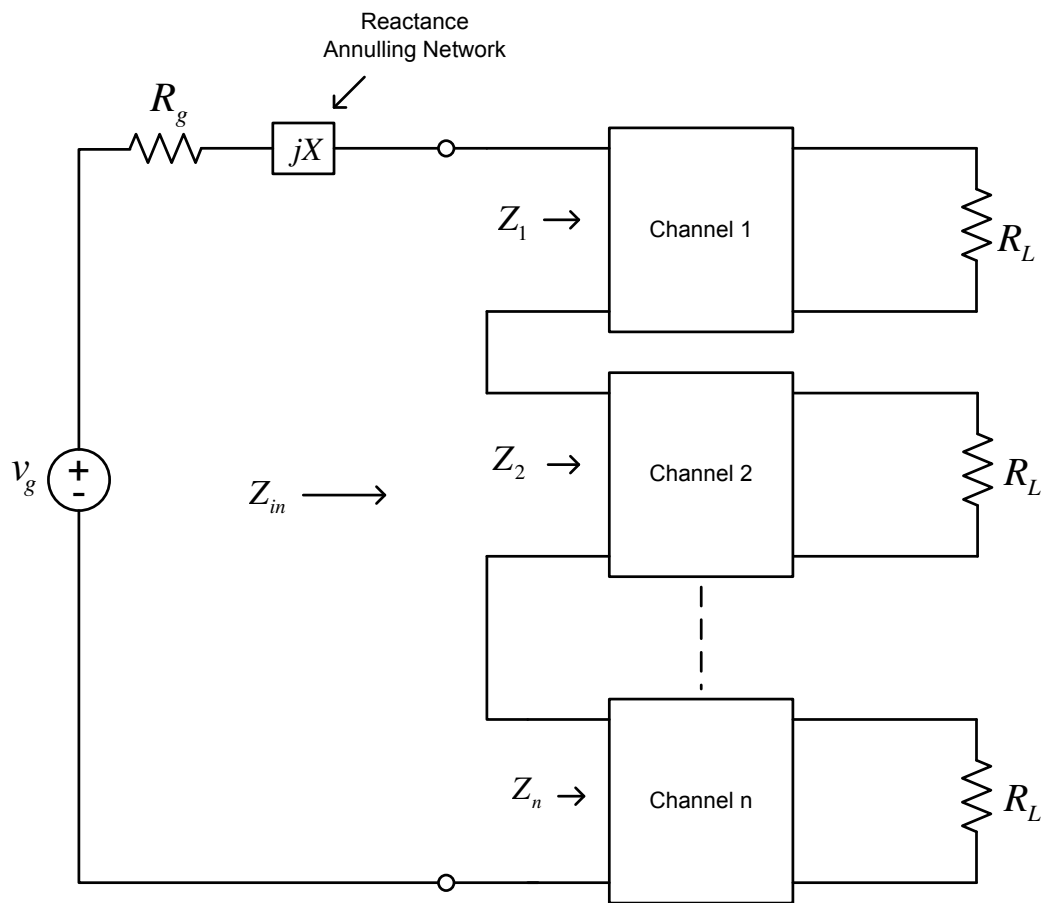 Reactance
Annulling Network
R_g
jX
Z_1
Channel 1
R_L
Z_2
Channel 2
R_L
v_g
+
-
Z_in
Z_n
Channel n
R_L